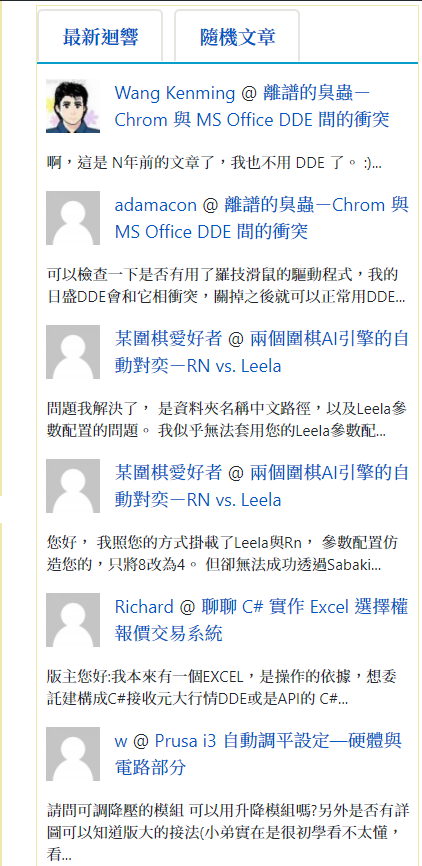 最新迴響
隨機文章
Wang Kenming @ 離譜的臭蟲－
Chrom 與 MS Office DDE 間的衝突
啊，這是 N年前的文章了，我也不用 DDE 了。 :)...
adamacon @ 離譜的臭蟲－Chrom 與
MS Office DDE 間的衝突
可以檢查一下是否有用了羅技滑鼠的驅動程式，我的
日盛DDE會和它相衝突，關掉之後就可以正常用DDE...
某圍棋愛好者 @ 兩個圍棋AI引擎的自
動對奕－RN vs. Leela
問題我解決了， 是資料夾名稱中文路徑，以及Leela參
數配置的問題。 我似乎無法套用您的Leela參數配...
某圍棋愛好者 @ 兩個圍棋AI引擎的自
動對奕－RN vs. Leela
您好， 我照您的方式掛載了Leela與Rn， 參數配置仿
造您的，只將8改為4。 但卻無法成功透過Sabaki...
Richard @ 聊聊 C# 實作 Excel 選擇權
報價交易系統
版主您好:我本來有一個EXCEL，是操作的依據，想委
託建構成C#接收元大行情DDE或是API的 C#...
w @ Prusa i3 自動調平設定—硬體與
電路部分
請問可調降壓的模組 可以用升降模組嗎?另外是否有詳
圖可以知道版大的接法(小弟實在是很初學看不太懂，
看...